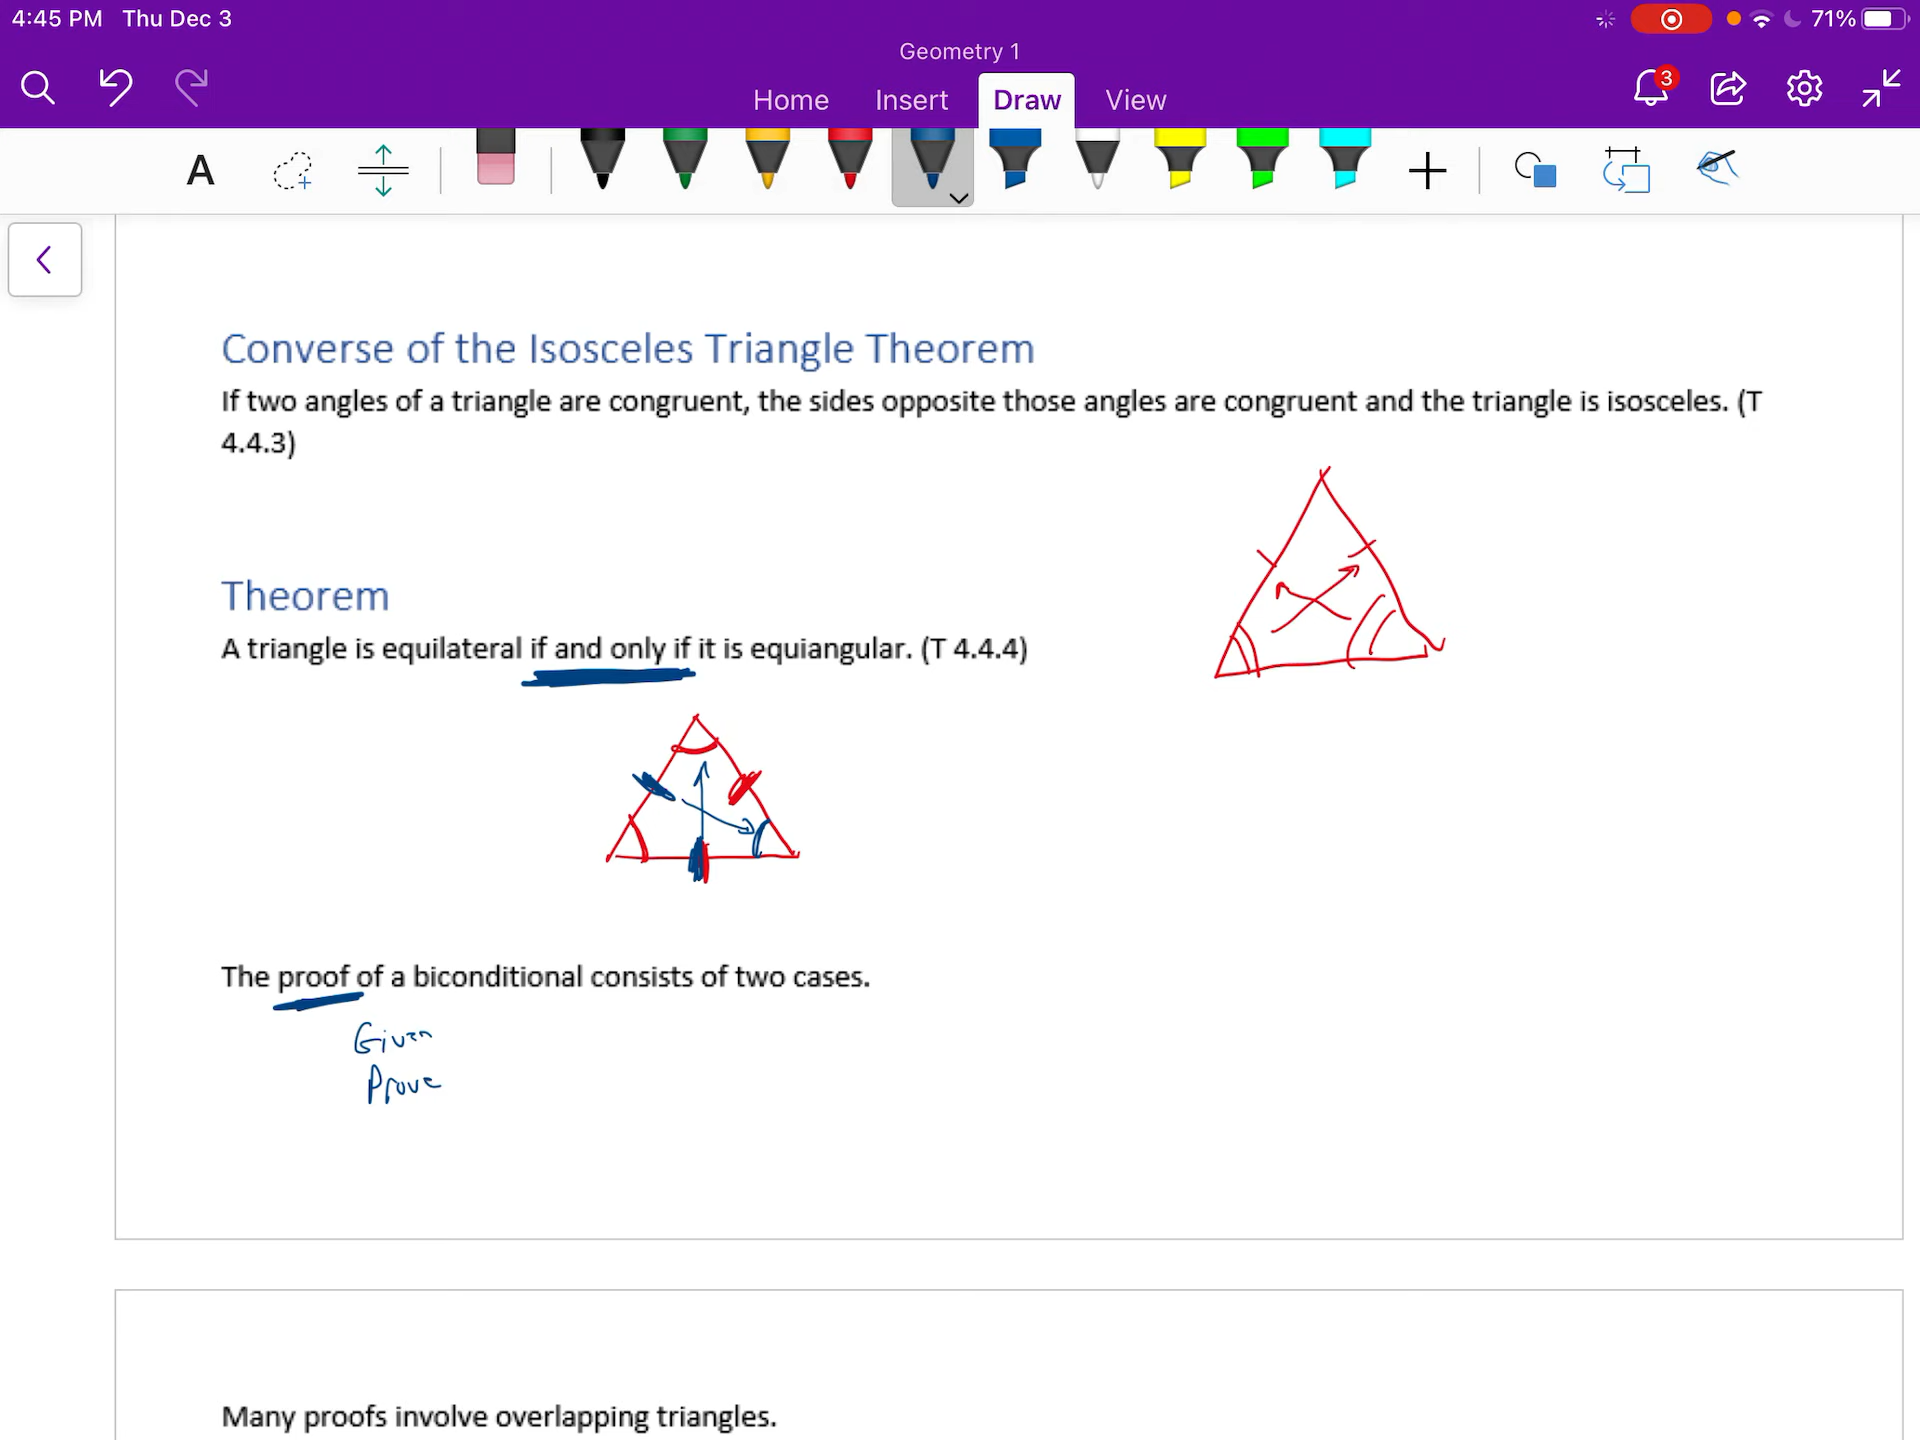 4:45 PM Thu Dec 3
71%
Geometry 1
3
Home Insert Draw View
A
Converse of the Isosceles Triangle Theorem
If two angles of a triangle are congruent, the sides opposite those angles are congruent and the triangle is isosceles. (T
4.4.3)
Theorem
A triangle is equilateral if and only if it is equiangular. (T 4.4.4)
The proof of a biconditional consists of two cases.
Given
Prove
Many proofs involve overlapping triangles.